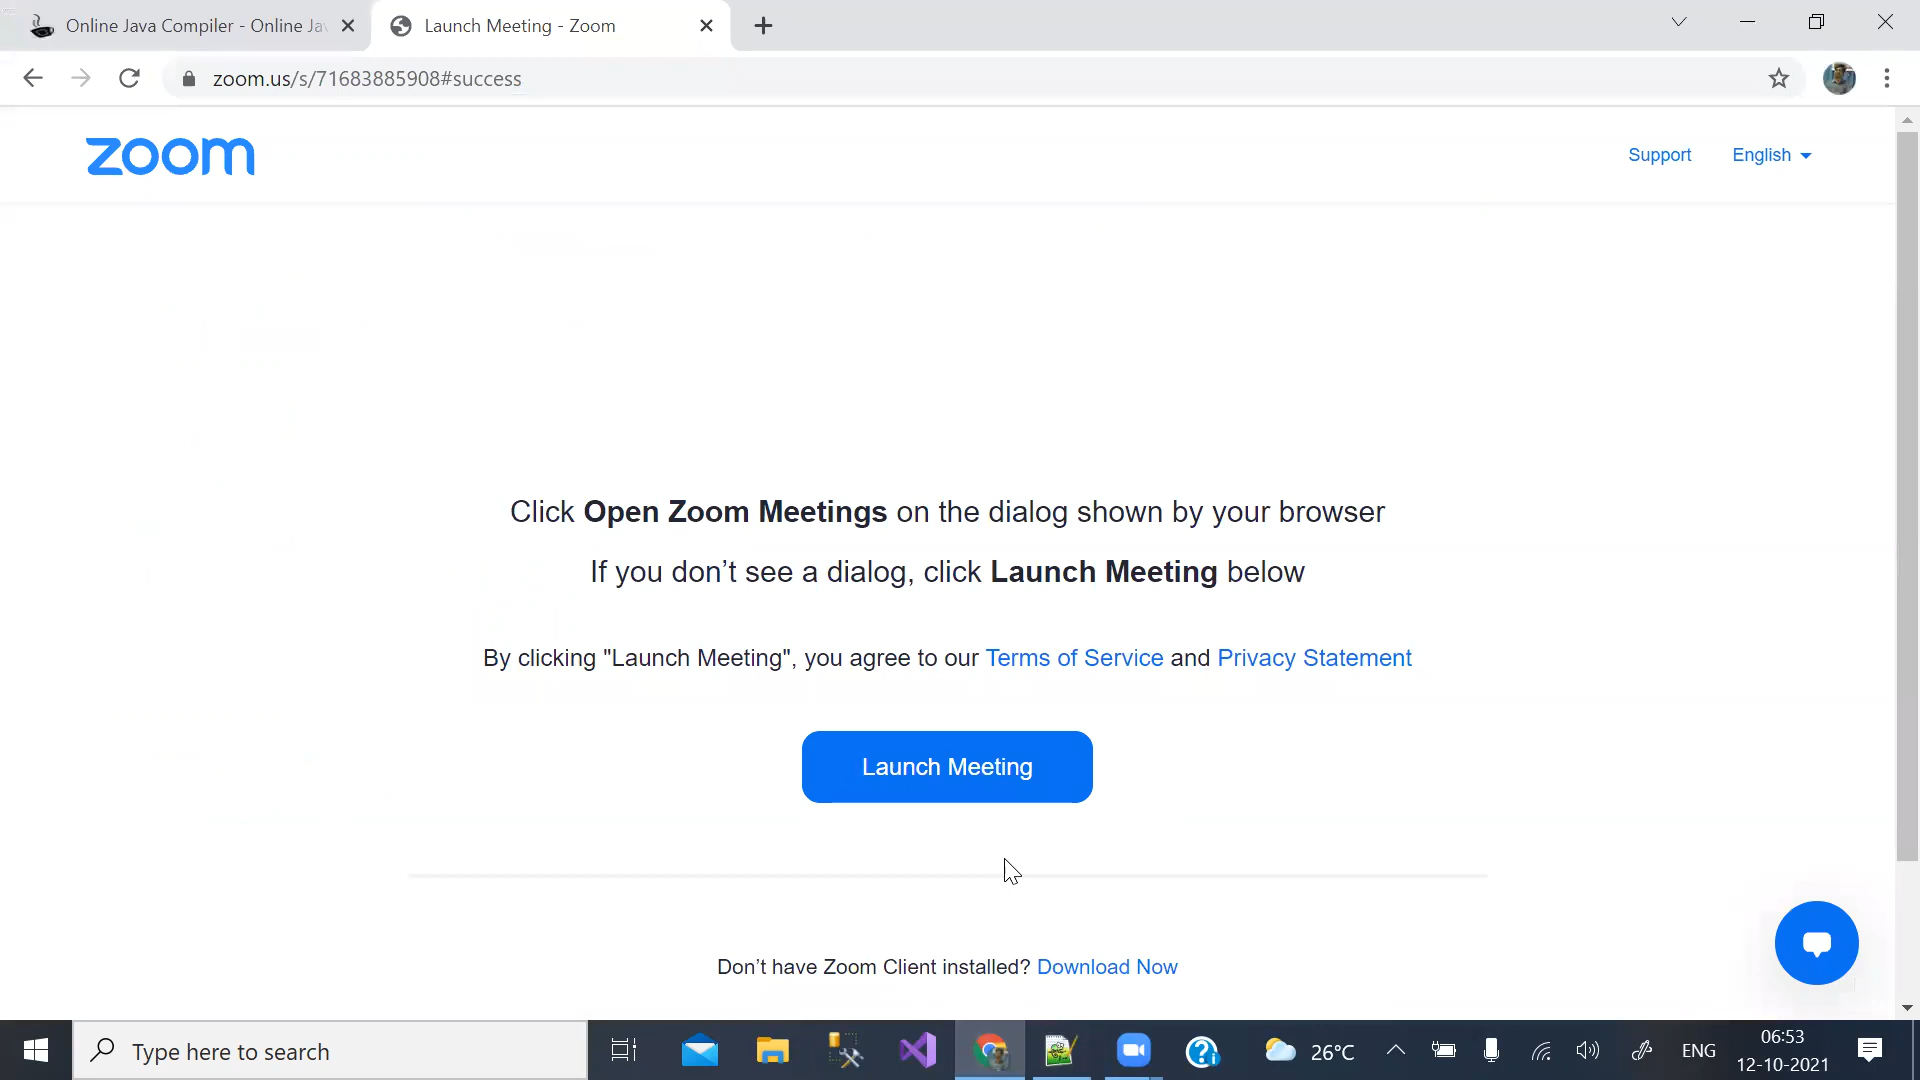 Online Java Compiler - Online Ja
Launch Meeting - Zoom
zoom.us/s/71683885908#success
zoom
Support
English
Click Open Zoom Meetings on the dialog shown by your browser
If you don’t see a dialog, click Launch Meeting below
By clicking "Launch Meeting", you agree to our Terms of Service and Privacy Statement
Launch Meeting
Don’t have Zoom Client installed? Download Now
Type here to search
26°C
ENG
06:53
12-10-2021